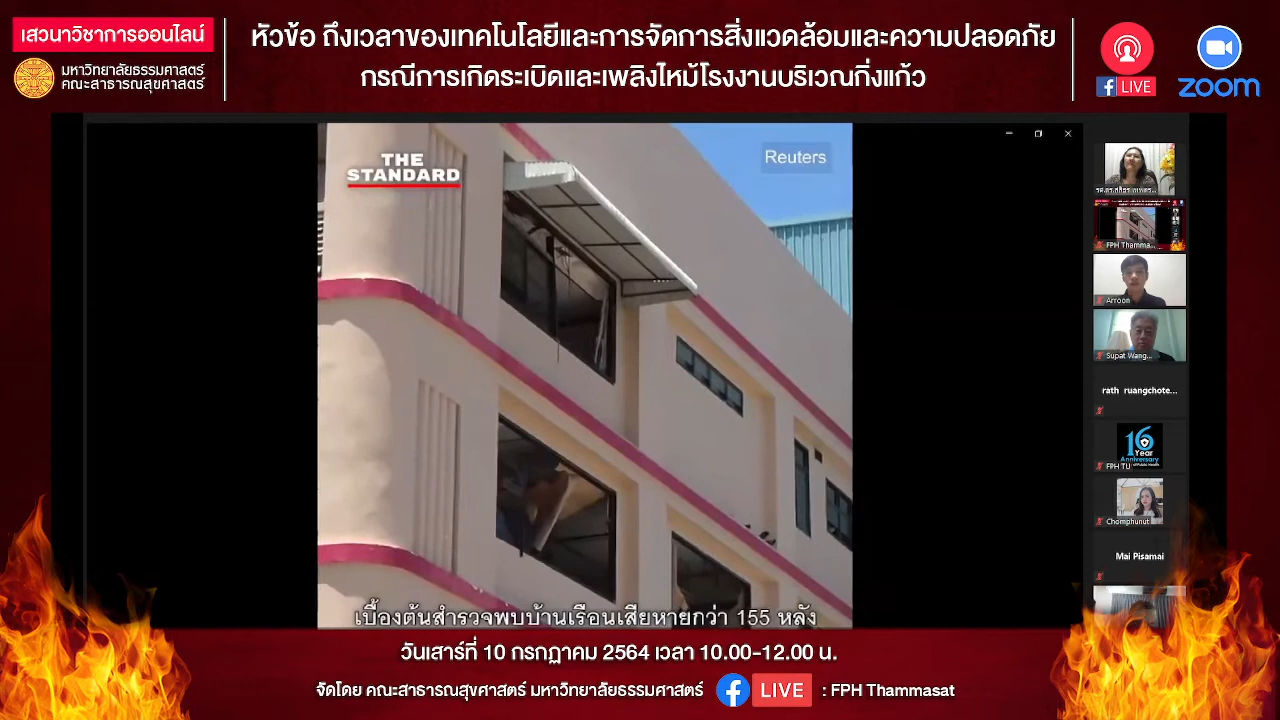 เสวนาวิชาการออนไลน์
มหาวิทยาลัยธรรมศาสตร์
คณะสาธารณสุขศาสตร์
หัวข้อ ถึงเวลาของเทคโนโลยีและการจัดการสิ่งแวดล้อมและความปลอดภัย
กรณีการเกิดระเบิดและเพลิงไหม้โรงงานบริเวณกิ่งแก้ว
LIVE
zoom
THE
STANDARD
Reuters
เบื้องต้นสำรวจพบบ้านเรือนเสียหายกว่า 155 หลัง
FPH Thamma...
Arroon
Supat Wang...
rath ruangchote...
16
Year
Anniversary
FPH TU
Chomphunut
Mai Pisamai
วันเสาร์ที่ 10 กรกฏาคม 2564 เวลา 10.00-12.00 น.
จัดโดย คณะสาธารณสุขศาสตร์ มหาวิทยาลัยธรรมศาสตร์ LIVE : FPH Thammasat